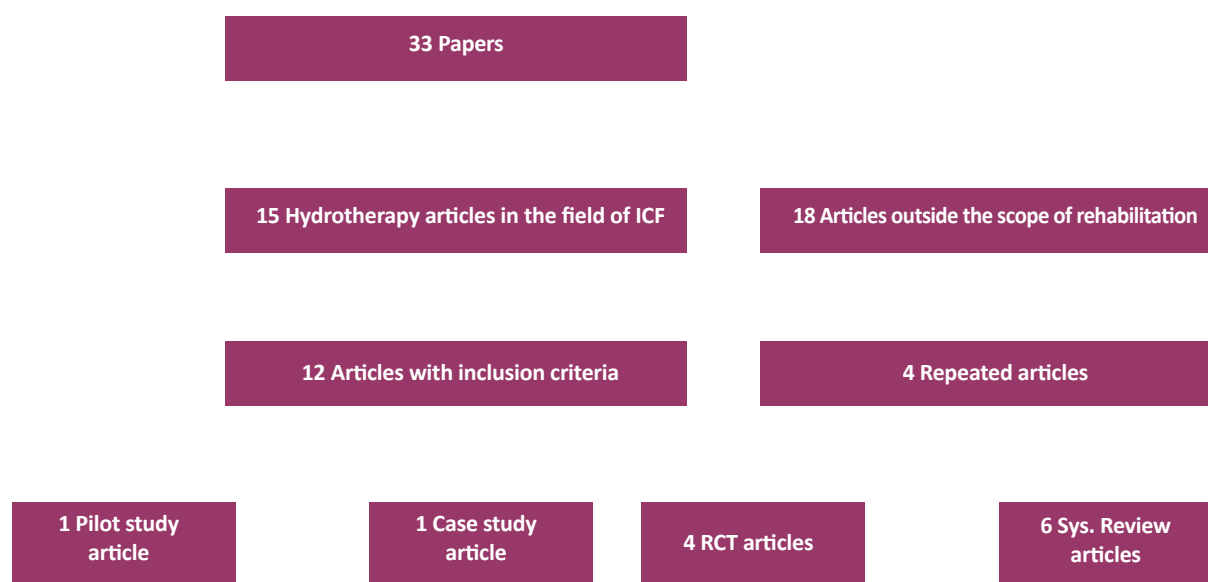 33 Papers
15 Hydrotherapy articles in the field of ICF
18 Articles outside the scope of rehabilitation
12 Articles with inclusion criteria
4 Repeated articles
1 Pilot study
article
1 Case study
article
4 RCT articles
6 Sys. Review
articles